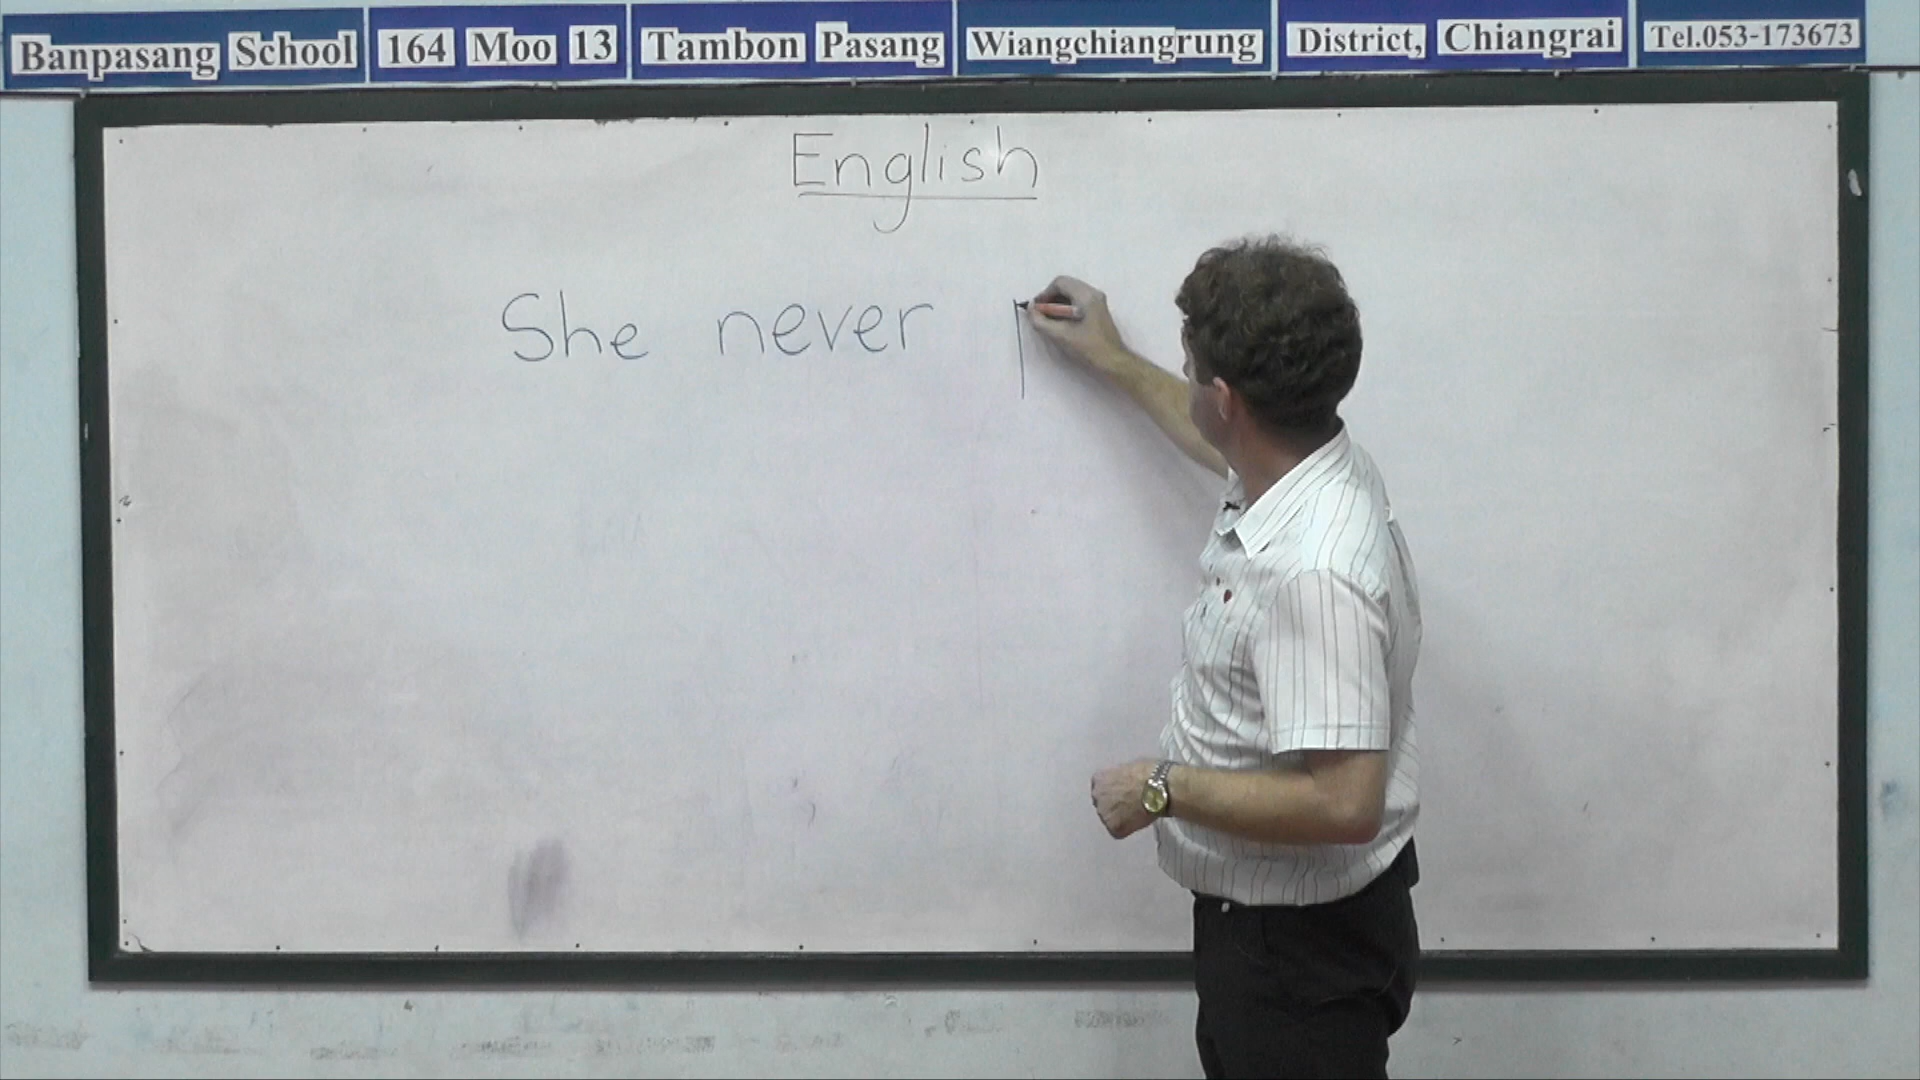 Banpasang School 164 Moo 13 Tambon Pasang Wiangchiangrung District, Chiangrai Tel.053-173673
English
She never